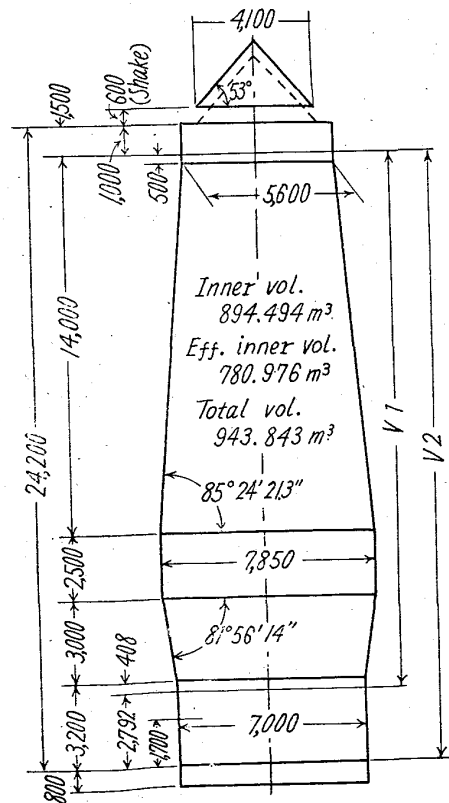 4,100
600
(Shake)
53°
1,500
1,000
500
5,600
Inner vol.
894.494 m³
Eff. inner vol.
780.976 m³
Total vol.
943.843 m³
14,000
24,200
V1
V2
85°24'21.3"
7,850
2,500
81°56'14"
3,000
408
7,000
3,200
2,792
1,700
800